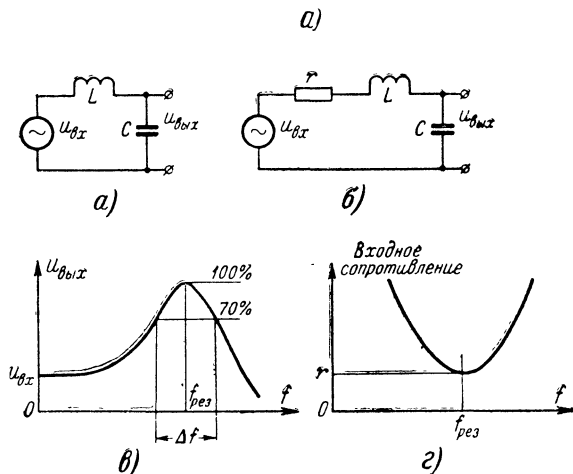 а)
L
u вх
C
u вых
а)
r
L
u вх
C
u вых
б)
u вых
100%
70%
u вх
0
f рез
f
Δf
в)
Входное
сопротивление
r
0
f рез
f
г)